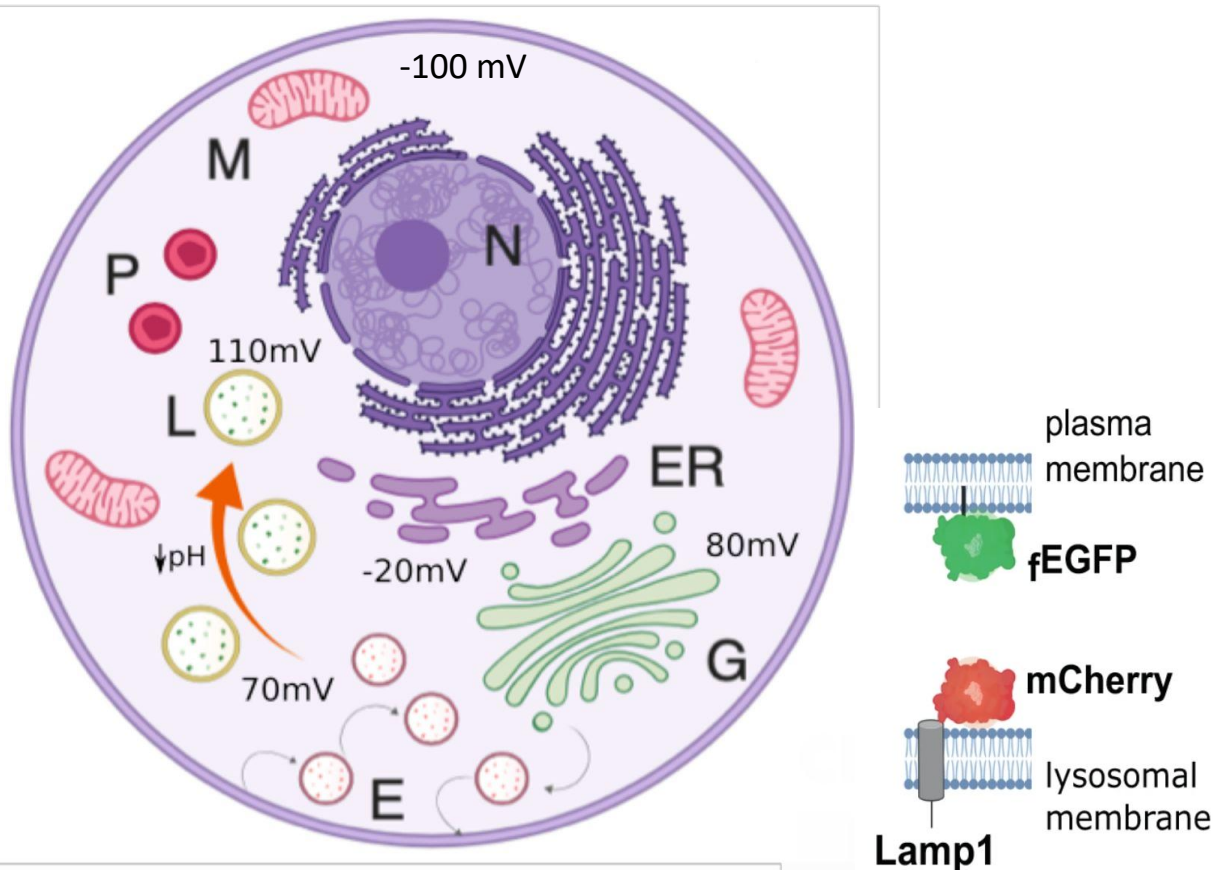 -100 mV
M
N
P
110mV
L
ER
↓pH
-20mV
80mV
G
70mV
E
plasma
membrane
fEGFP
mCherry
lysosomal
membrane
Lamp1